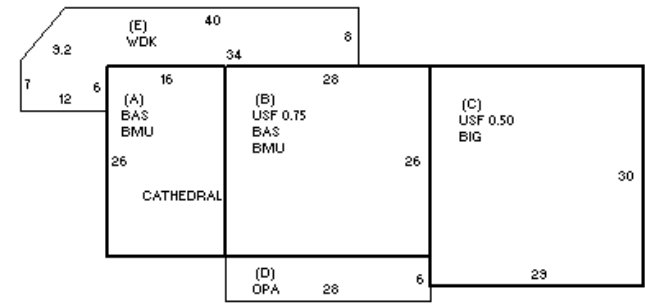 40
(E)
WDK
8
9.2
34
7
6
12
16
28
(A)
BAS
BMU
(B)
USF 0.75
BAS
BMU
(C)
USF 0.50
BIG
26
26
30
CATHEDRAL
(D)
OPA
28
6
29